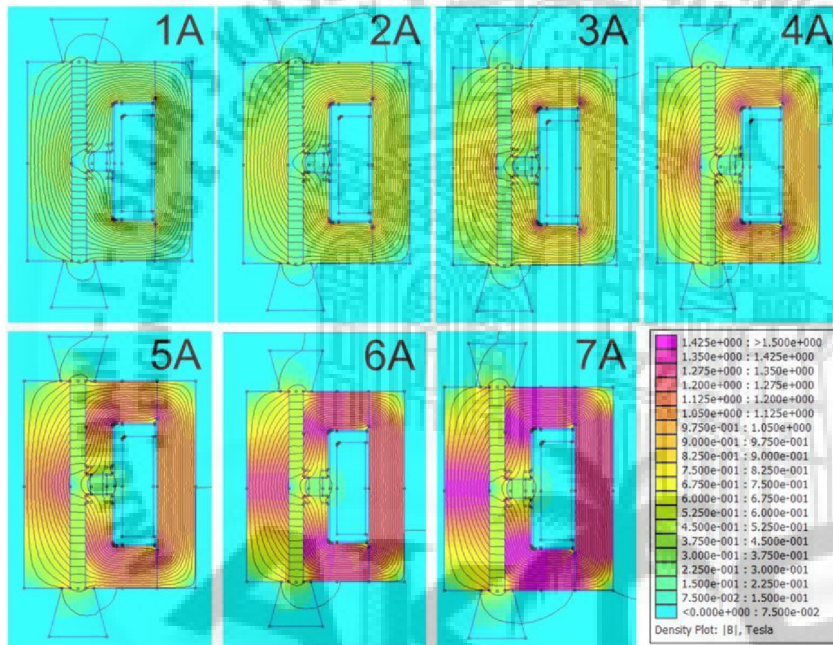 1A
2A
3A
4A
5A
6A
7A
1.425e+000 : >1.500e+000
1.350e+000 : 1.425e+000
1.275e+000 : 1.350e+000
1.200e+000 : 1.275e+000
1.125e+000 : 1.200e+000
1.050e+000 : 1.125e+000
9.750e-001 : 1.050e+000
9.000e-001 : 9.750e-001
8.250e-001 : 9.000e-001
7.500e-001 : 8.250e-001
6.750e-001 : 7.500e-001
6.000e-001 : 6.750e-001
5.250e-001 : 6.000e-001
4.500e-001 : 5.250e-001
3.750e-001 : 4.500e-001
3.000e-001 : 3.750e-001
2.250e-001 : 3.000e-001
1.500e-001 : 2.250e-001
7.500e-002 : 1.500e-001
<0.000e+000 : 7.500e-002
Density Plot: |B|, Tesla